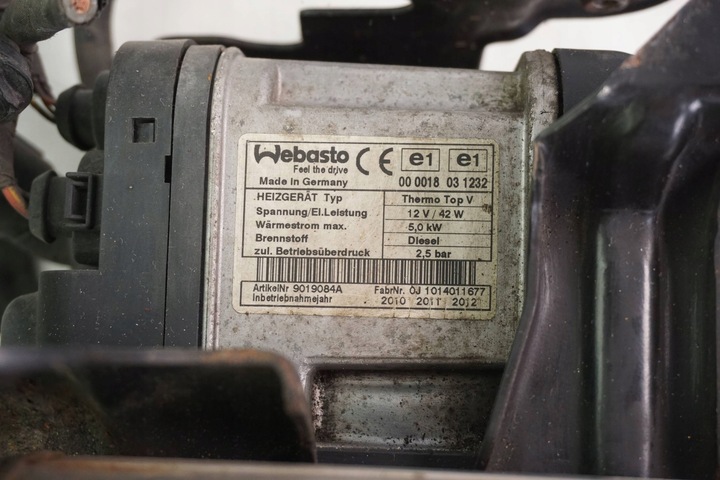 Webasto CE e1 e1
Feel the drive
Made in Germany 00 0018 03 1232
HEIZGERÄT Typ Thermo Top V
Spannung/El.Leistung 12 V / 42 W
Wärmestrom max. 5,0 kW
Brennstoff Diesel
zul. Betriebsüberdruck 2,5 bar
ArtikelNr 9019084A FabrNr. ÖJ 1014011677
Inbetriebnahmejahr 2010 2011 2012